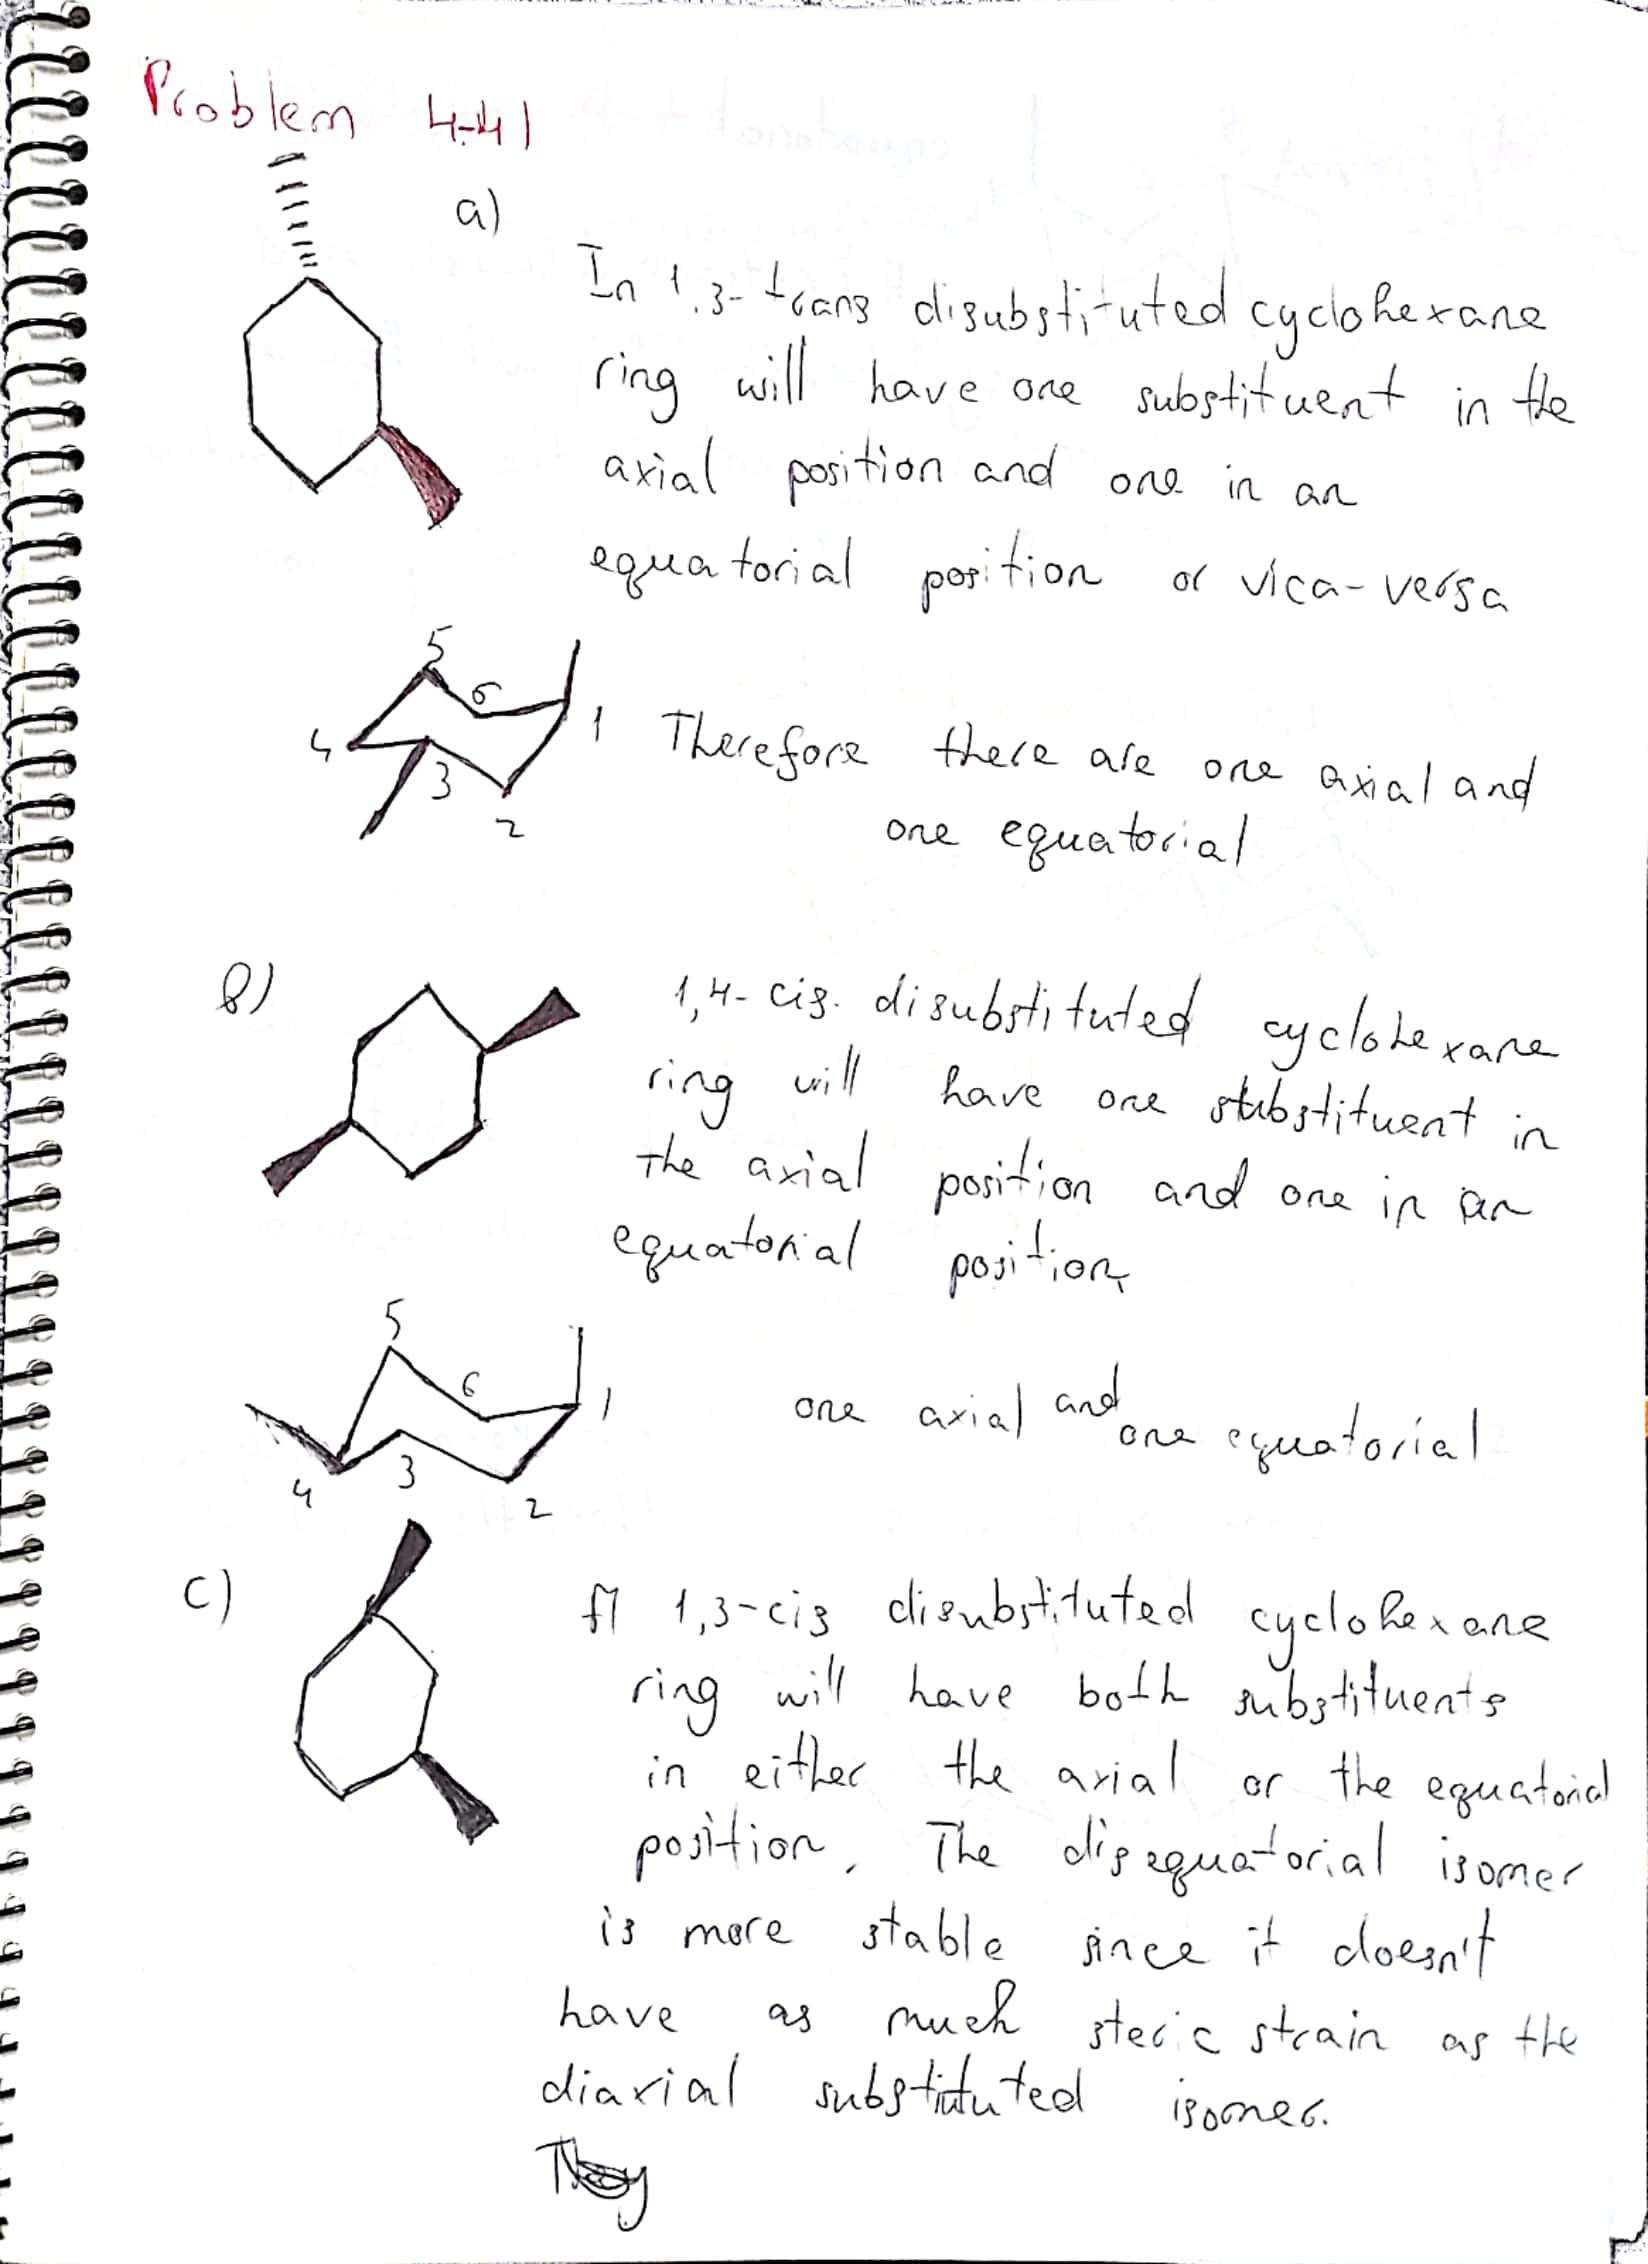 Problem 4-41
a)
In 1,3-trans disubstituted cyclohexane
ring will have one substituent in the
axial position and one in an
equatorial position or vica-versa
5
6
4
1
3
2
Therefore there are one axial and
one equatorial
b)
1,4-cis. disubstituted cyclohexane
ring will have one substituent in
the axial position and one in an
equatorial position
5
6
1
4
3
2
one axial and one equatorial
c)
A 1,3-cis disubstituted cyclohexane
ring will have both substituents
in either the axial or the equatorial
position. The disequatorial isomer
is more stable since it doesn't
have as much steric strain as the
diaxial substituted isomer.